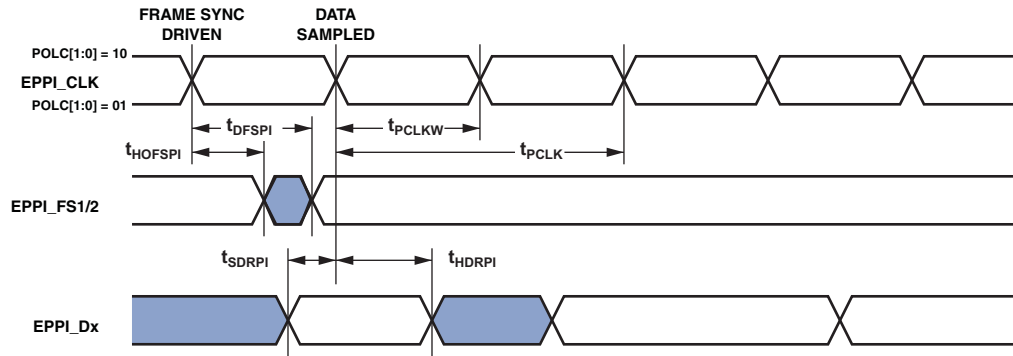 FRAME SYNC
DRIVEN
DATA
SAMPLED
POLC[1:0] = 10
EPPI_CLK
POLC[1:0] = 01
tDFSPI
tPCLKW
tHOFSPI
tPCLK
EPPI_FS1/2
tSDRPI
tHDRPI
EPPI_Dx